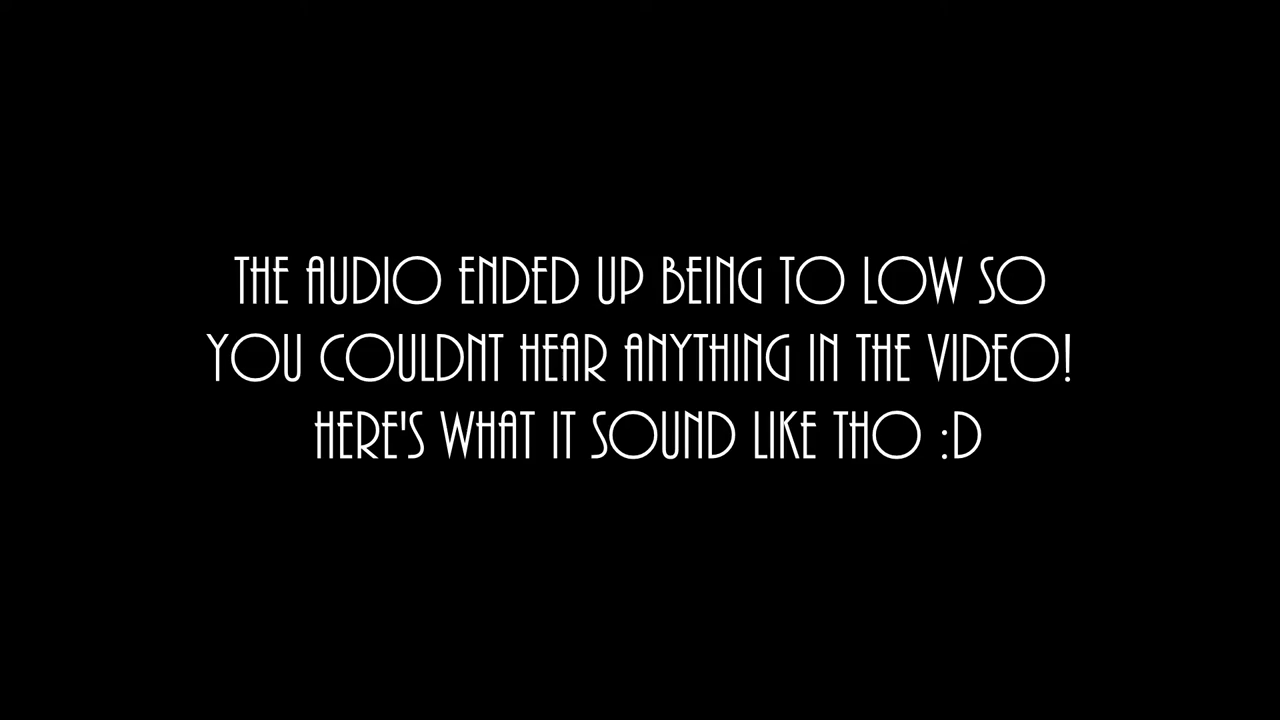 THE AUDIO ENDED UP BEING TO LOW SO
YOU COULDNT HEAR ANYTHING IN THE VIDEO!
HERE'S WHAT IT SOUND LIKE THO :D